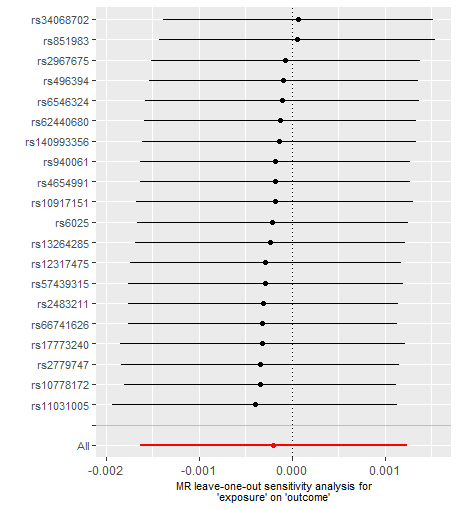 rs34068702
rs851983
rs2967675
rs496394
rs6546324
rs62440680
rs140993356
rs940061
rs4654991
rs10917151
rs6025
rs13264285
rs12317475
rs57439315
rs2483211
rs66741626
rs17773240
rs2779747
rs10778172
rs11031005
All
-0.002 -0.001 0.000 0.001
MR leave-one-out sensitivity analysis for
'exposure' on 'outcome'